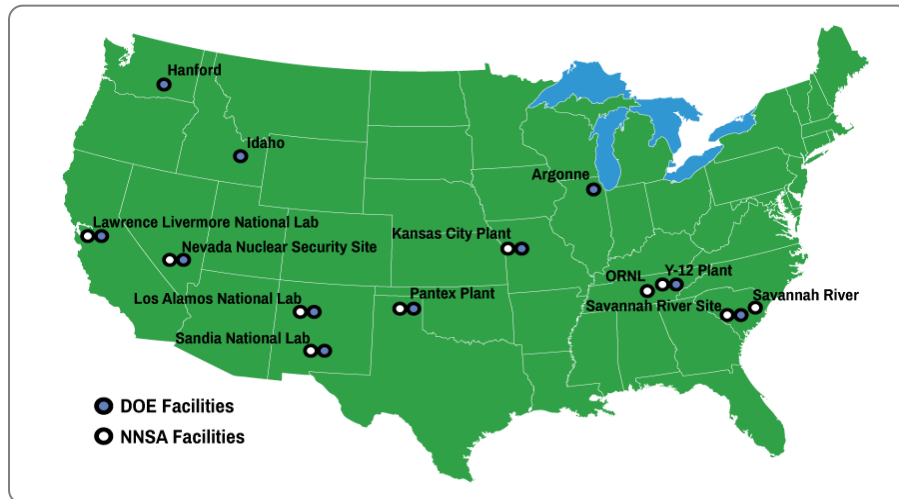 Hanford
Idaho
Argonne
Lawrence Livermore National Lab
Kansas City Plant
Nevada Nuclear Security Site
ORNL
Y-12 Plant
Los Alamos National Lab
Pantex Plant
Savannah River Site
Savannah River
Sandia National Lab
DOE Facilities
NNSA Facilities